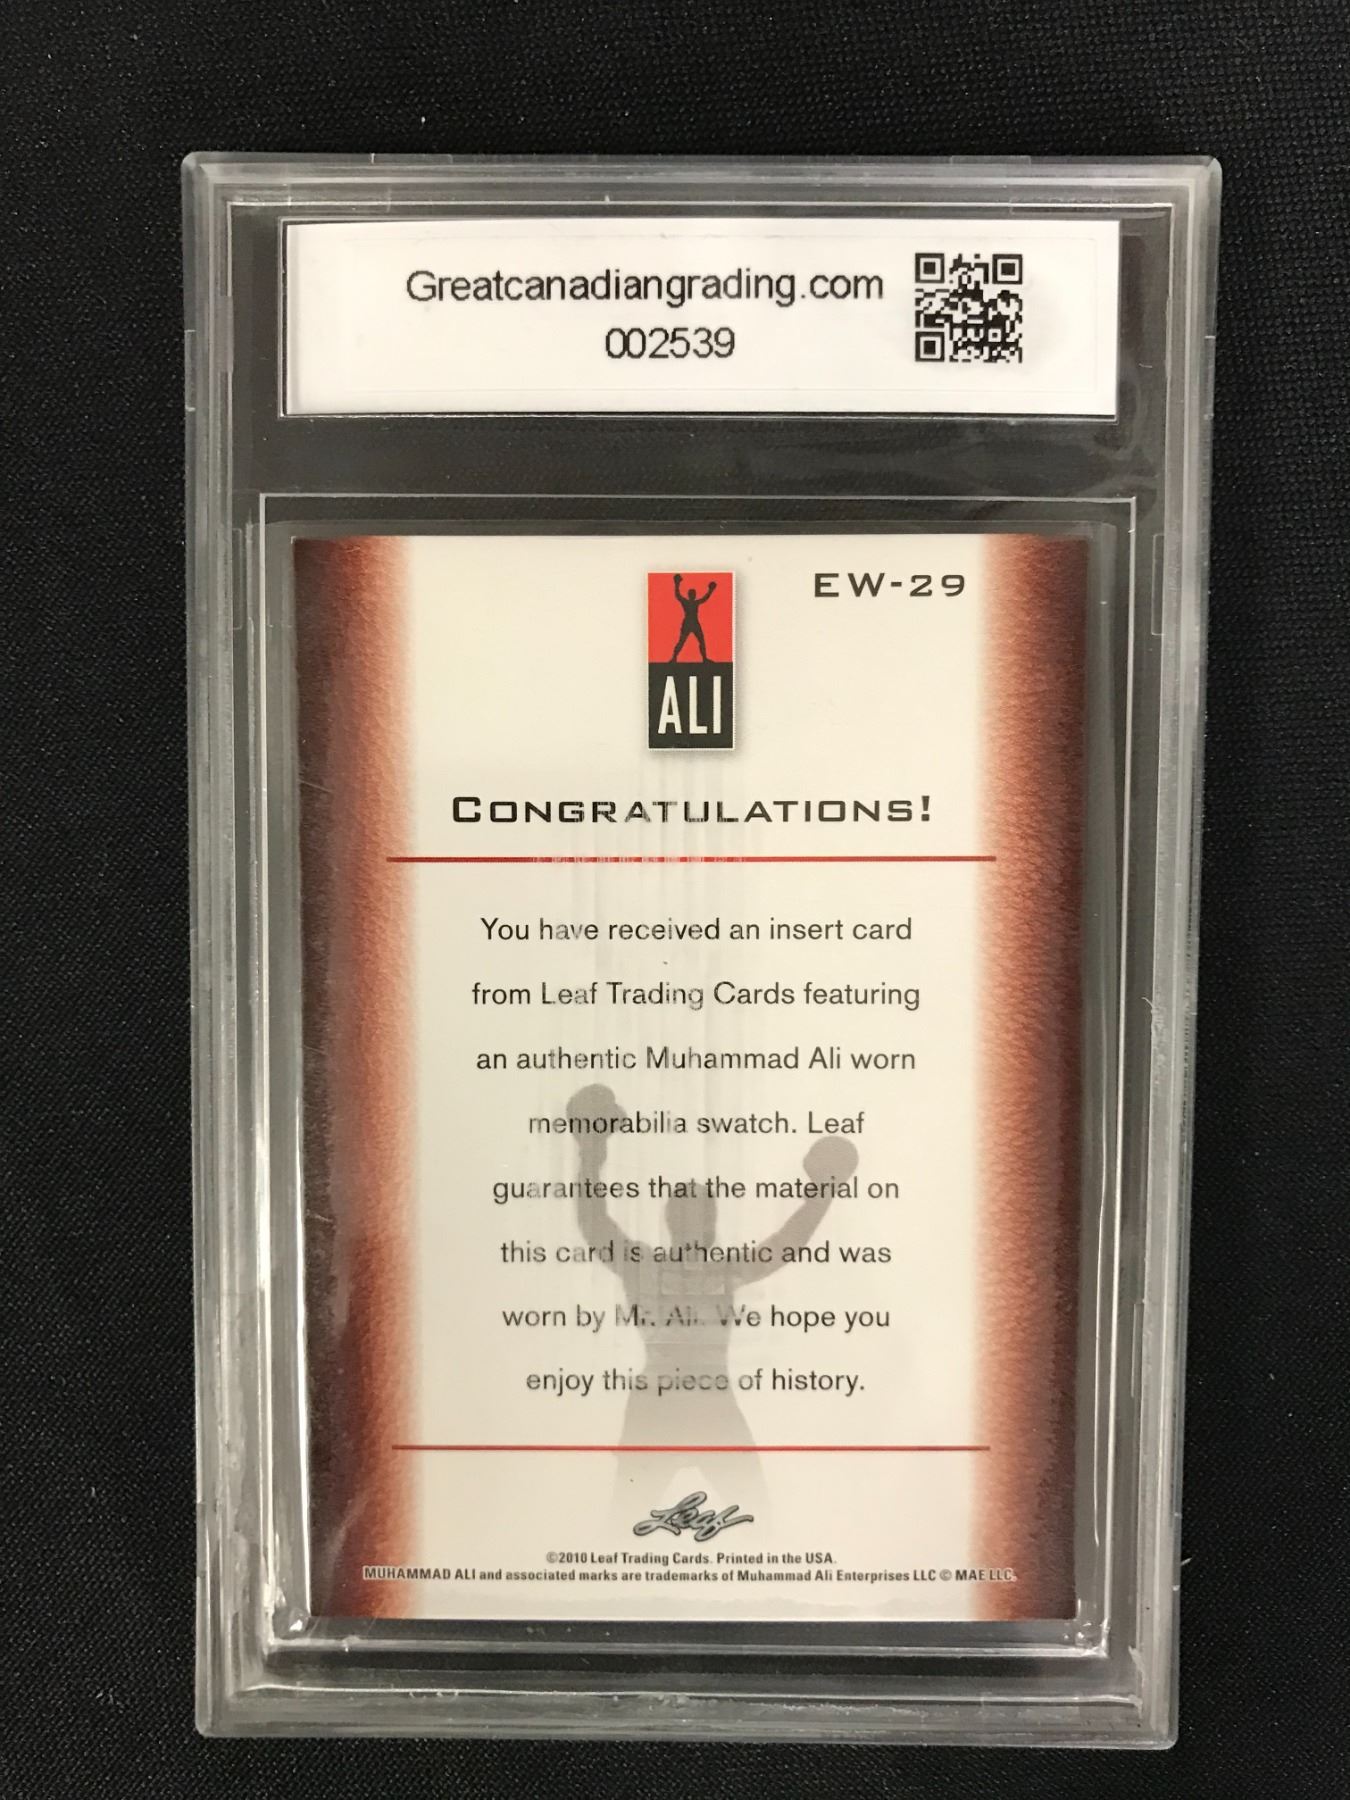 Greatcanadiangrading.com
002539
EW-29
ALI
CONGRATULATIONS!
You have received an insert card
from Leaf Trading Cards featuring
an authentic Muhammad Ali worn
memorabilia swatch. Leaf
guarantees that the material on
this card is authentic and was
worn by Mr. Ali. We hope you
enjoy this piece of history.
Leaf
©2010 Leaf Trading Cards. Printed in the USA.
MUHAMMAD ALI and associated marks are trademarks of Muhammad Ali Enterprises LLC © MAE LLC.